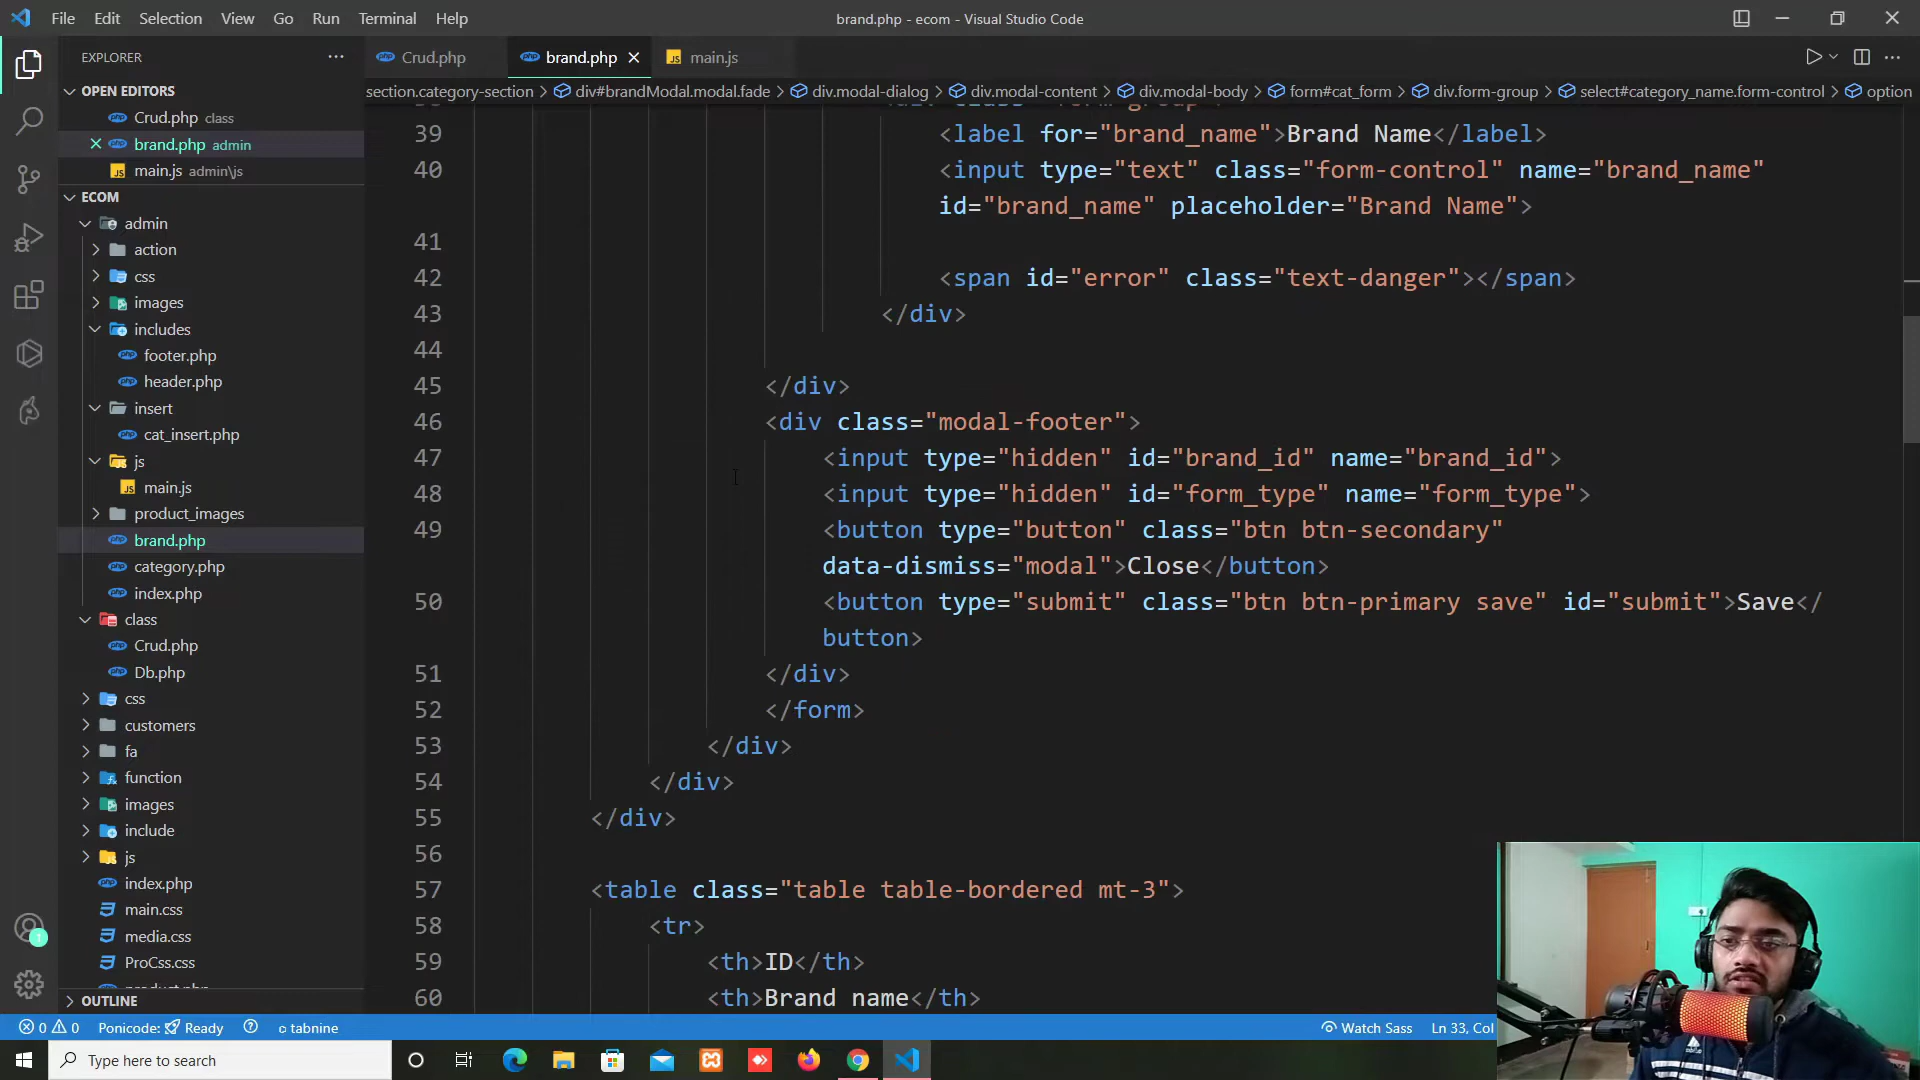 File Edit Selection View Go Run Terminal Help
brand.php - ecom - Visual Studio Code
EXPLORER
Crud.php
brand.php
main.js
section.category-section > div#brandModal.modal.fade > div.modal-dialog > div.modal-content > div.modal-body > form#cat_form > div.form-group > select#category_name.form-control > option
OPEN EDITORS
Crud.php class
brand.php admin
main.js admin\js
ECOM
admin
action
css
images
includes
footer.php
header.php
insert
cat_insert.php
js
main.js
product_images
brand.php
category.php
index.php
class
Crud.php
Db.php
css
customers
fa
function
images
include
js
index.php
main.css
media.css
ProCss.css
OUTLINE
39 <label for="brand_name">Brand Name</label>
40 <input type="text" class="form-control" name="brand_name"
id="brand_name" placeholder="Brand Name">
41
42 <span id="error" class="text-danger"></span>
43 </div>
44
45 </div>
46 <div class="modal-footer">
47 <input type="hidden" id="brand_id" name="brand_id">
48 <input type="hidden" id="form_type" name="form_type">
49 <button type="button" class="btn btn-secondary"
data-dismiss="modal">Close</button>
50 <button type="submit" class="btn btn-primary save" id="submit">Save</
button>
51 </div>
52 </form>
53 </div>
54 </div>
55 </div>
56
57 <table class="table table-bordered mt-3">
58 <tr>
59 <th>ID</th>
60 <th>Brand name</th>
1
0 0 Ponicode: Ready tabnine
Watch Sass Ln 33, Col
Type here to search